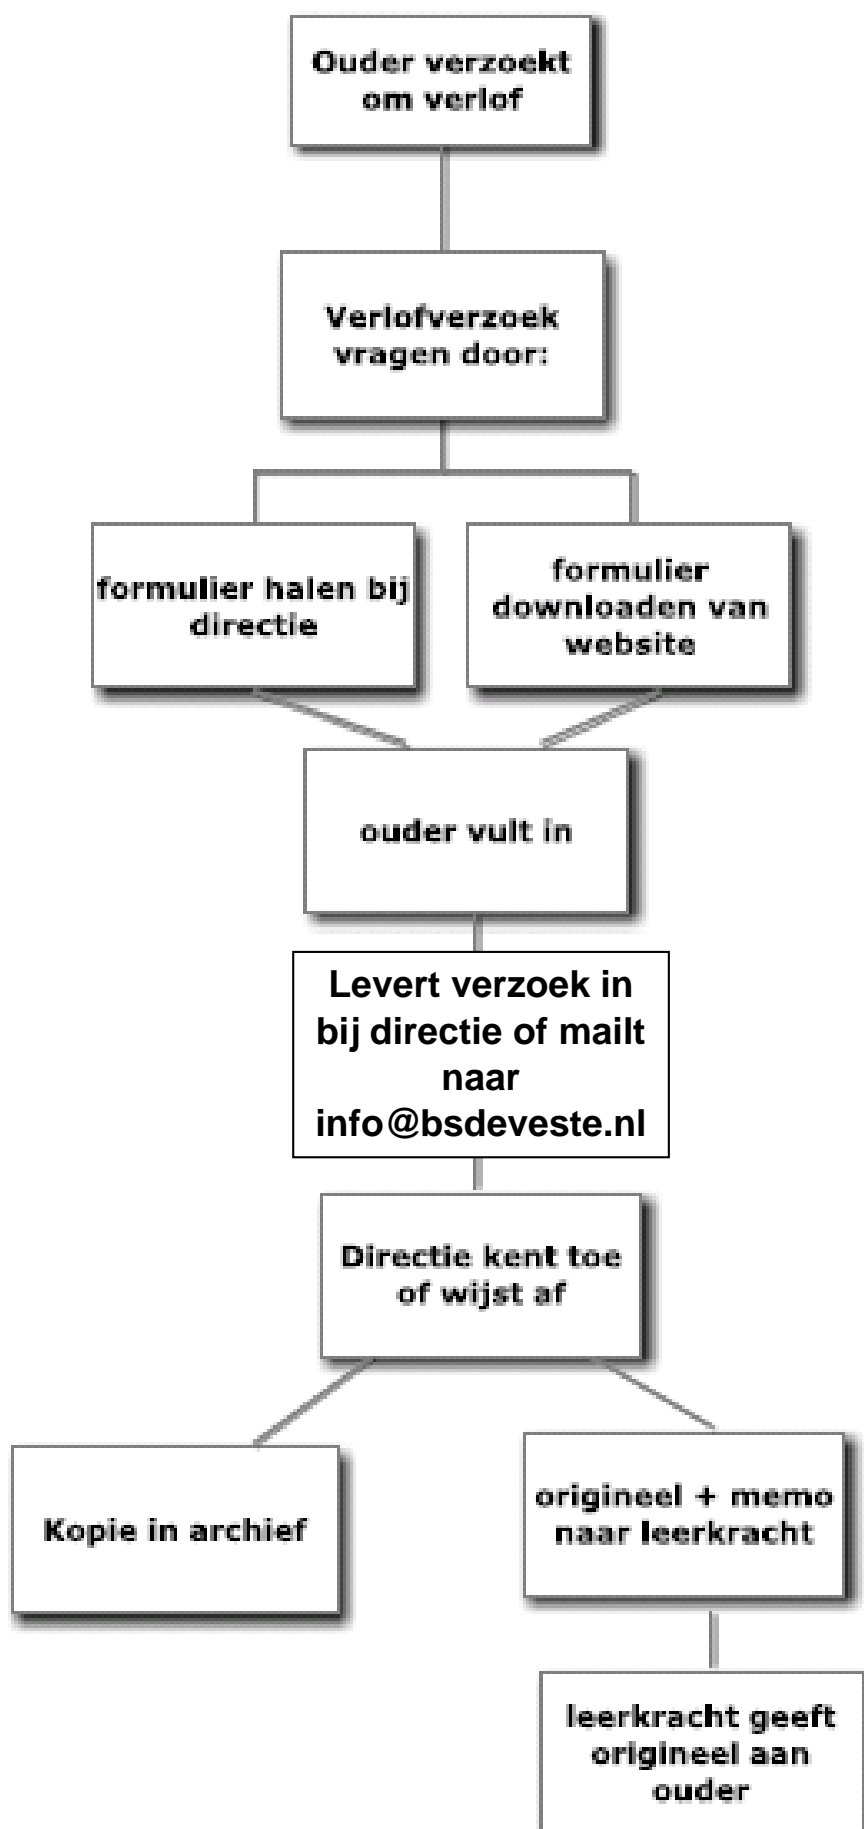 Ouder verzoekt
om verlof
Verlofverzoek
vragen door:
formulier halen bij
directie
formulier
downloaden van
website
ouder vult in
Levert verzoek in
bij directie of mailt
naar
info@bsdeveste.nl
Directie kent toe
of wijst af
Kopie in archief
origineel + memo
naar leerkracht
leerkracht geeft
origineel aan
ouder